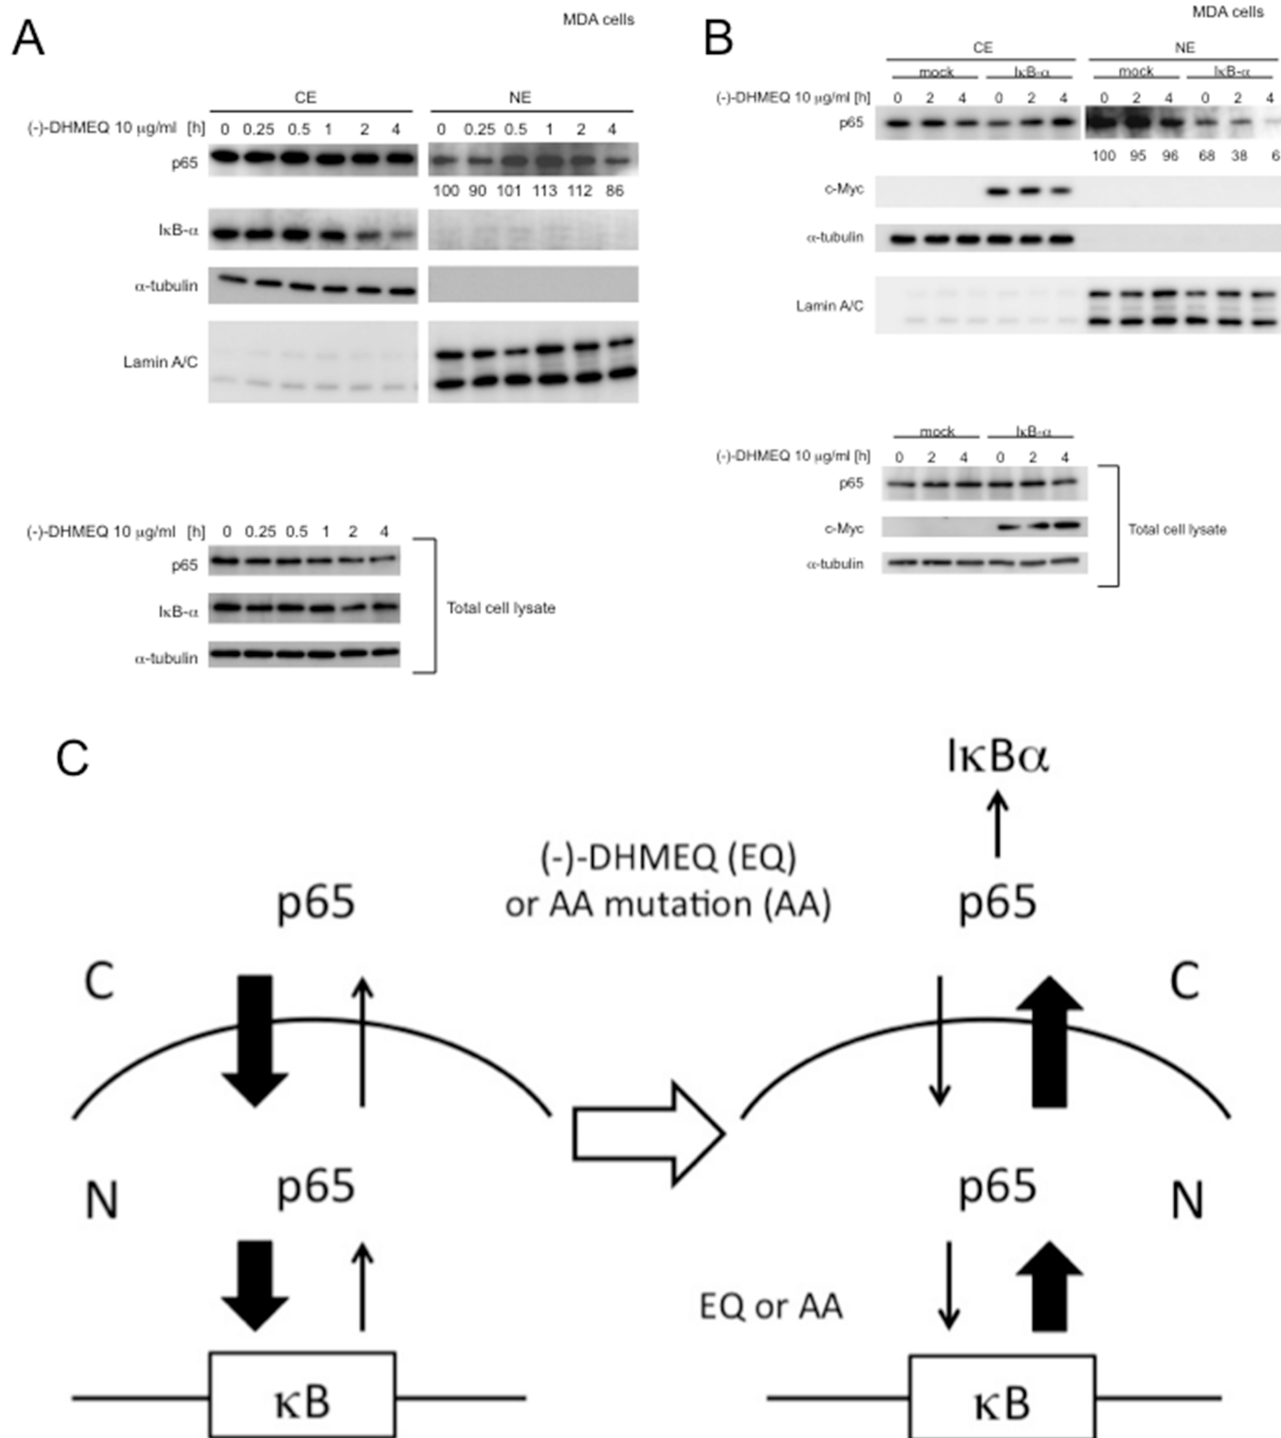 A
MDA cells
CE NE
(-)-DHMEQ 10 μg/ml [h] 0 0.25 0.5 1 2 4 0 0.25 0.5 1 2 4
p65
100 90 101 113 112 86
IκB-α
α-tubulin
Lamin A/C
(-)-DHMEQ 10 μg/ml [h] 0 0.25 0.5 1 2 4
p65
IκB-α
α-tubulin
Total cell lysate
B
MDA cells
CE NE
mock IκB-α mock IκB-α
(-)-DHMEQ 10 μg/ml [h] 0 2 4 0 2 4 0 2 4 0 2 4
p65
100 95 96 68 38 6
c-Myc
α-tubulin
Lamin A/C
mock IκB-α
(-)-DHMEQ 10 μg/ml [h] 0 2 4 0 2 4
p65
c-Myc
α-tubulin
Total cell lysate
C
IκBα
(-)-DHMEQ (EQ)
or AA mutation (AA)
p65 p65
C C
p65 p65
N N
EQ or AA
κB κB